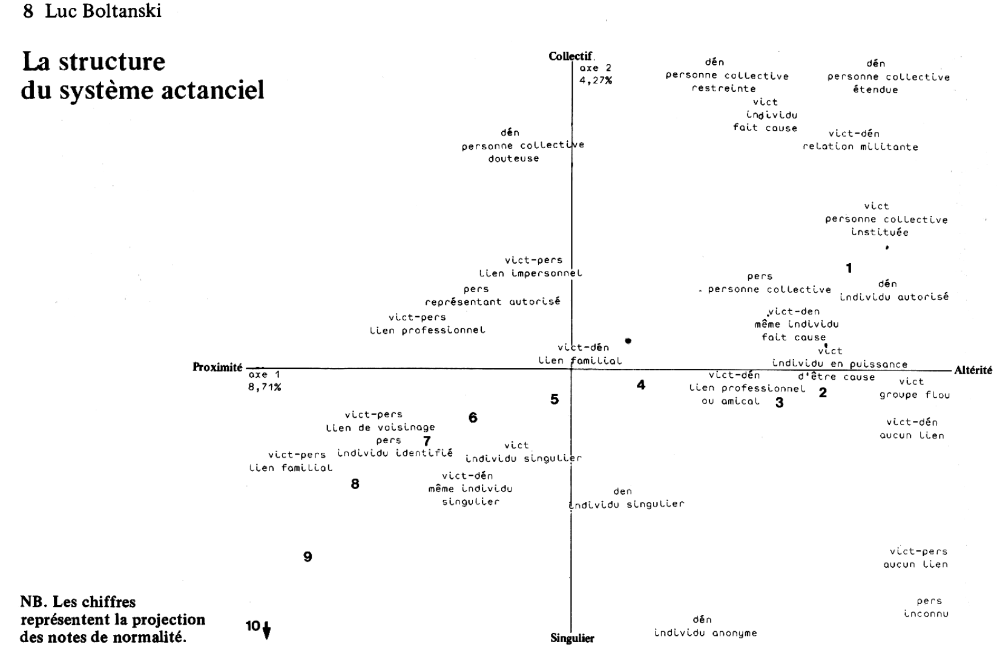 8 Luc Boltanski
La structure
du système actanciel
Collectif
axe 2
4,27%
dén
personne collective
restreinte
dén
personne collective
étendue
vict
individu
fait cause
dén
personne collective
douteuse
vict-dén
relation militante
vict
personne collective
instituée
vict-pers
lien impersonnel
1
pers
représentant autorisé
pers
personne collective
dén
individu autorisé
vict-pers
lien professionnel
vict-den
même individu
fait cause
vict-dén
lien familial
vict
individu en puissance
d'être cause
Proximité
Altérité
axe 1
8,71%
vict-dén
lien professionnel
ou amical
vict
groupe flou
4
2
3
5
6
vict-pers
lien de voisinage
vict-dén
aucun lien
pers
individu identifié
7
vict-pers
lien familial
vict
individu singulier
8
vict-dén
même individu
singulier
den
individu singulier
9
vict-pers
aucun lien
pers
inconnu
NB. Les chiffres
représentent la projection
des notes de normalité.
10
dén
individu anonyme
Singulier